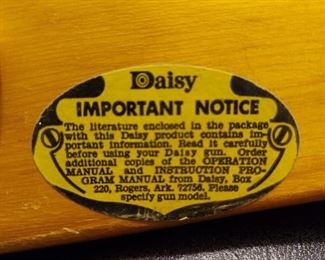 Daisy
IMPORTANT NOTICE
The literature enclosed in the package
with this Daisy product contains im-
portant information. Read it carefully
before using your Daisy gun. Order
additional copies of the OPERATION
MANUAL and INSTRUCTION PRO-
GRAM MANUAL from Daisy, Box
220, Rogers, Ark. 72756. Please
specify gun model.